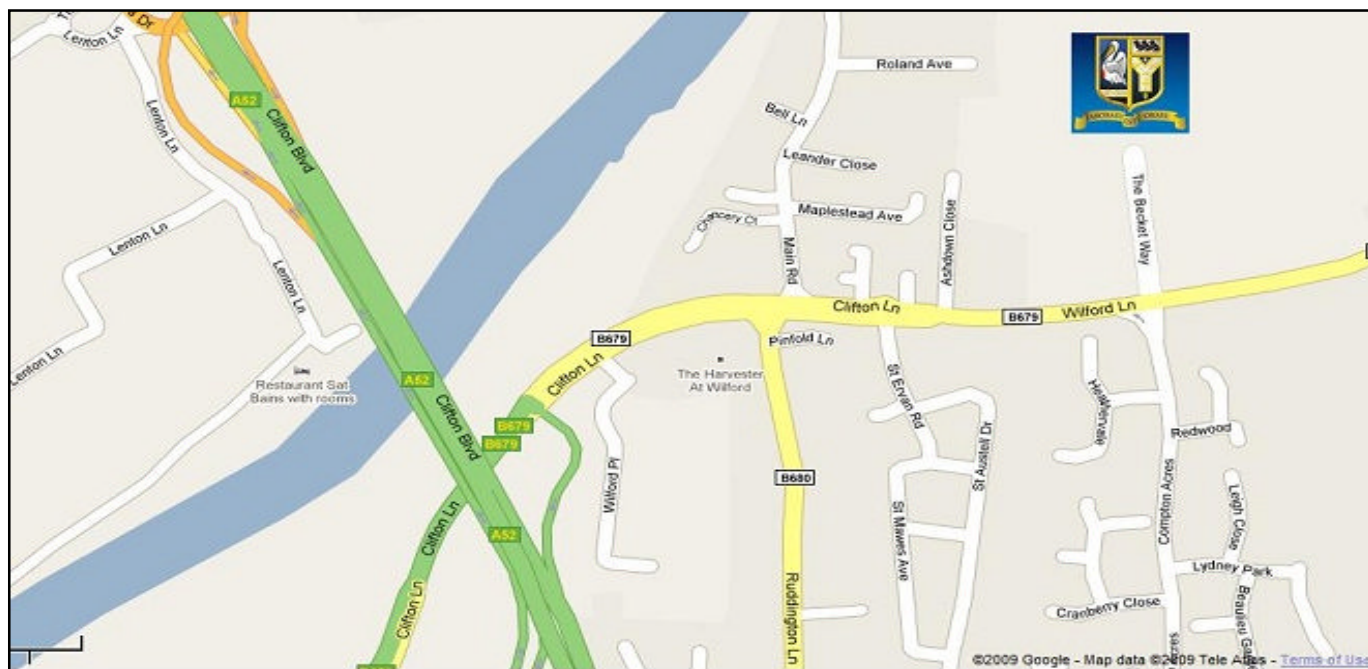 Lenton Ln
Dr
Roland Ave
A52
Clifton Blvd
Lenton Ln
Bell Ln
Leander Close
The Becket Way
Chancery Ct
Maplestead Ave
Ashdown Close
Main Rd
Lenton Ln
Lenton Ln
Clifton Ln
B679
Wilford Ln
B679
Pinfold Ln
Lenton Ln
Restaurant Sat
Bains with rooms
A52
Clifton Blvd
Clifton Ln
The Harvester
At Wilford
St Ervan Rd
Heathervale
B679
B679
Redwood
St Austell Dr
Wilford Pl
B680
Compton Acres
Leigh Close
Clifton Ln
A52
St Mawes Ave
Lydney Park
Clifton Ln
Ruddington Ln
Cranberry Close
Acres
©2009 Google - Map data ©2009 Tele Atlas - Terms of Use